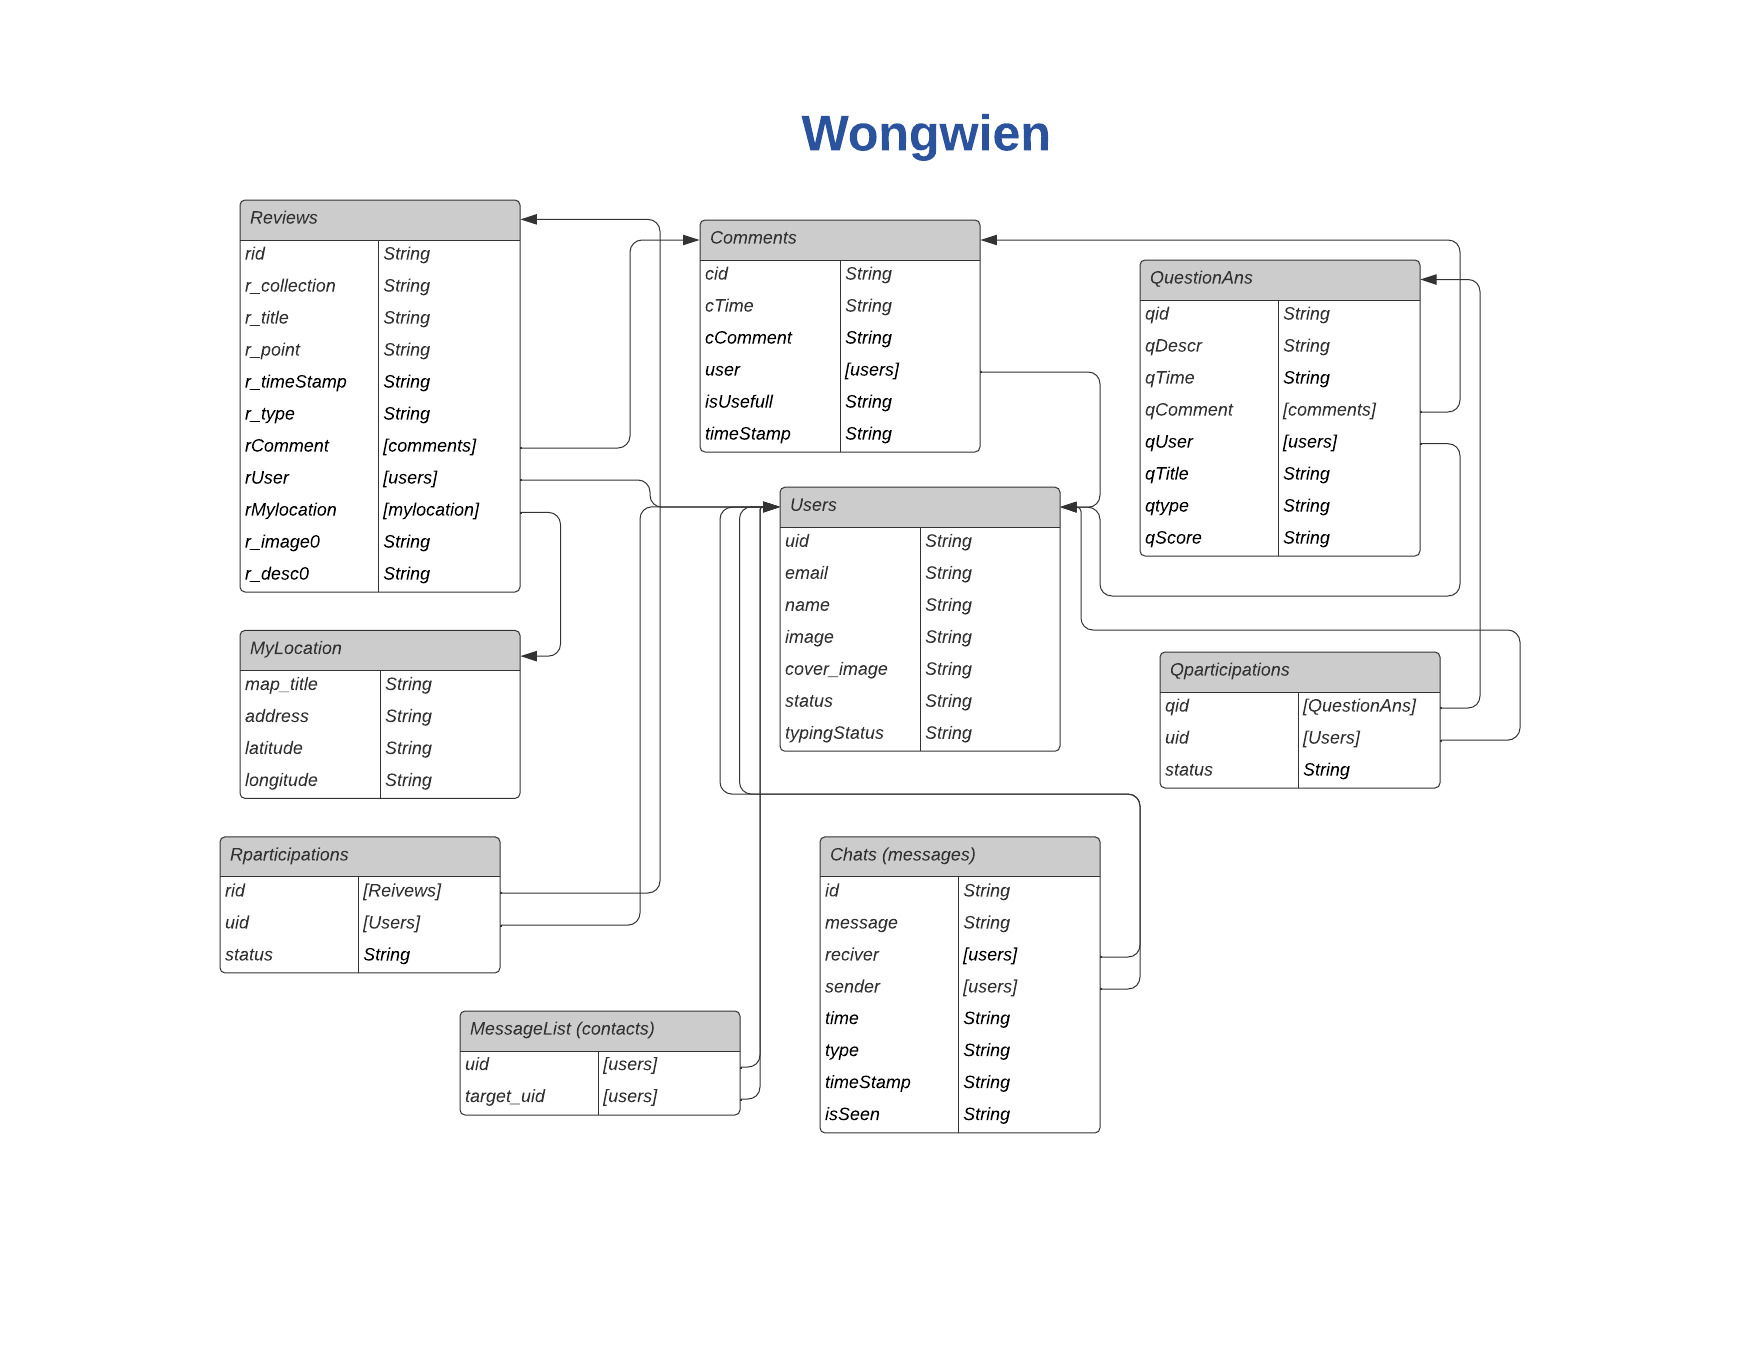 Wongwien
Reviews
rid String
r_collection String
r_title String
r_point String
r_timeStamp String
r_type String
rComment [comments]
rUser [users]
rMylocation [mylocation]
r_image0 String
r_desc0 String
Comments
cid String
cTime String
cComment String
user [users]
isUsefull String
timeStamp String
QuestionAns
qid String
qDescr String
qTime String
qComment [comments]
qUser [users]
qTitle String
qtype String
qScore String
Users
uid String
email String
name String
image String
cover_image String
status String
typingStatus String
MyLocation
map_title String
address String
latitude String
longitude String
Qparticipations
qid [QuestionAns]
uid [Users]
status String
Rparticipations
rid [Reivews]
uid [Users]
status String
Chats (messages)
id String
message String
reciver [users]
sender [users]
time String
type String
timeStamp String
isSeen String
MessageList (contacts)
uid [users]
target_uid [users]